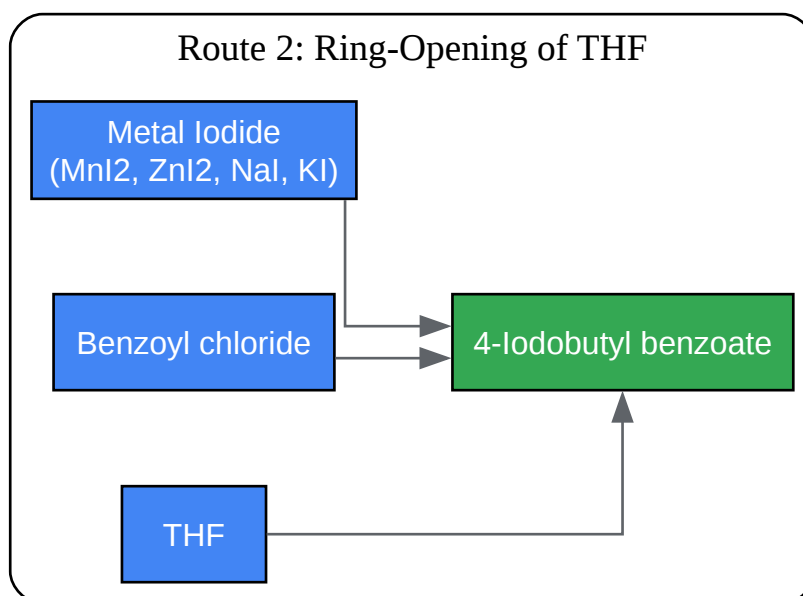 Route 2: Ring-Opening of THF
Metal Iodide
(MnI2, ZnI2, NaI, KI)
Benzoyl chloride
4-Iodobutyl benzoate
THF